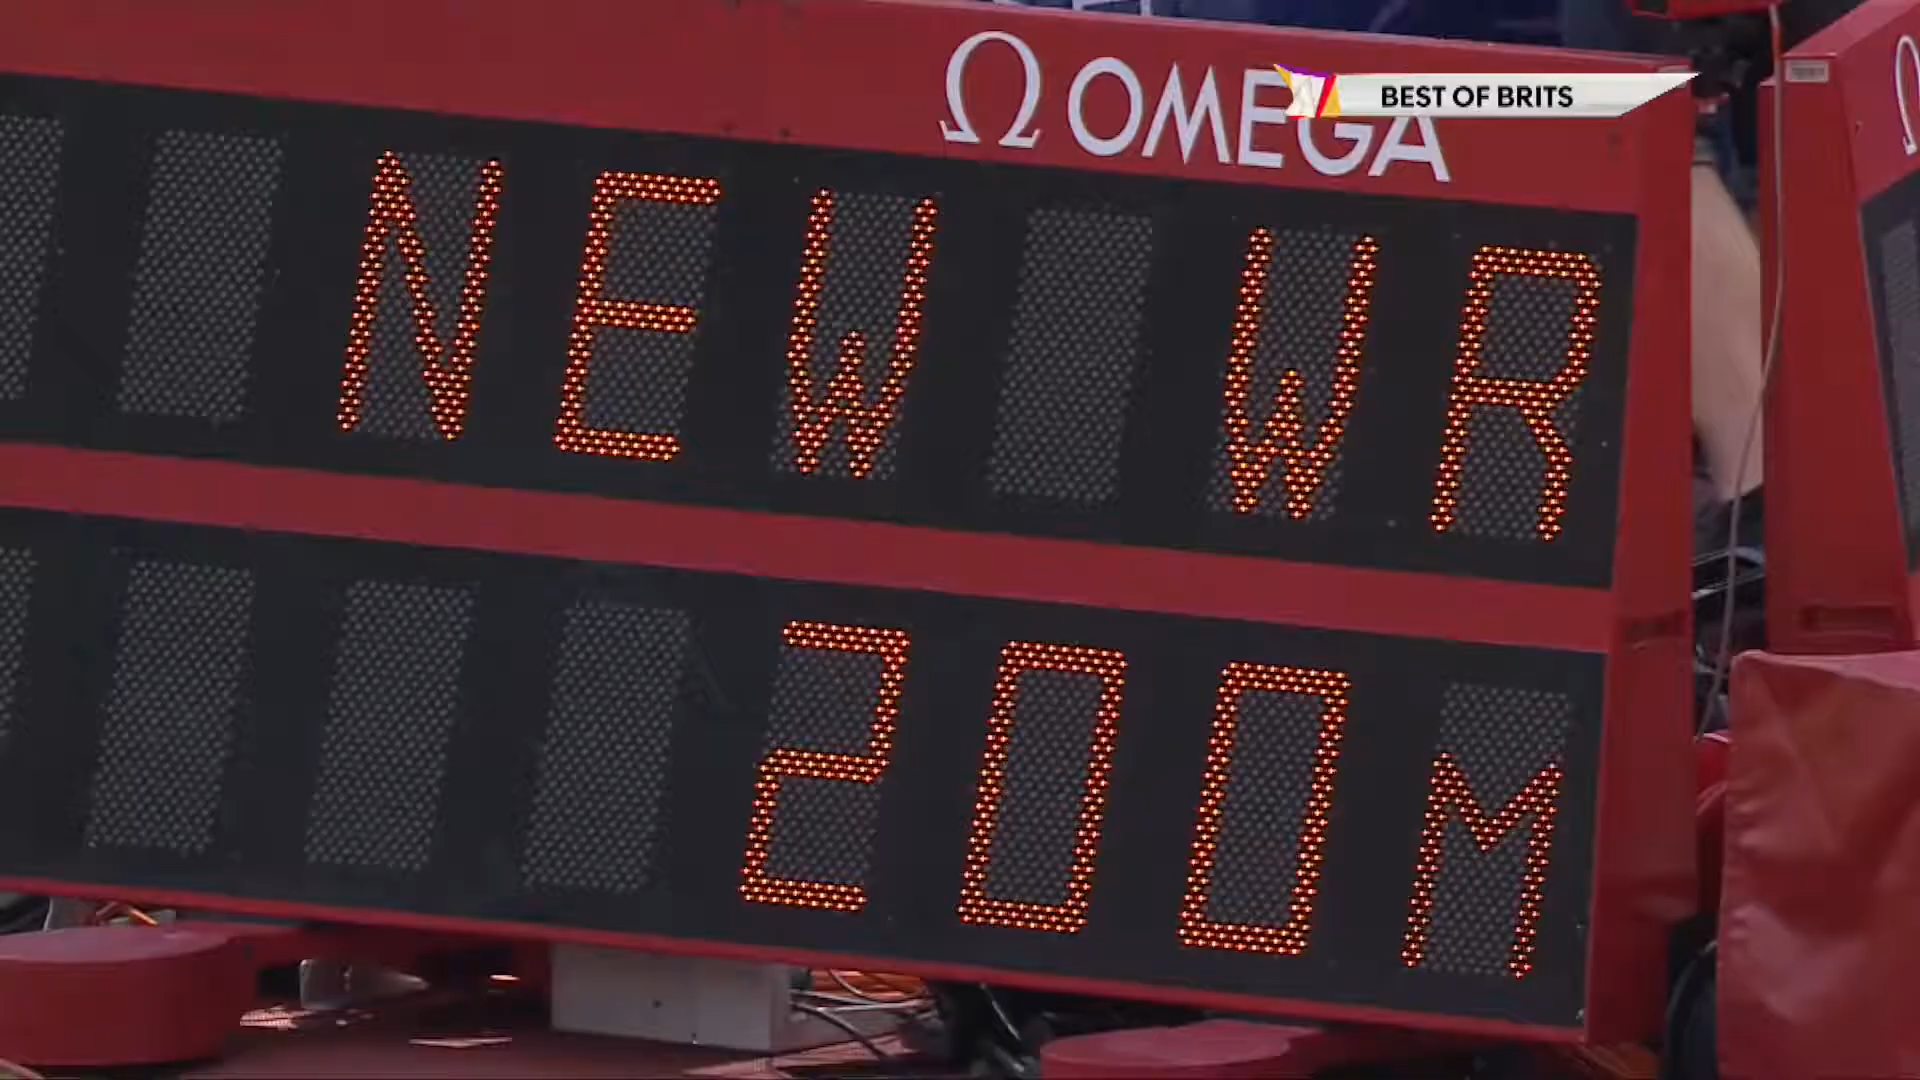 Ω OMEGA
BEST OF BRITS
NEW WR
200M